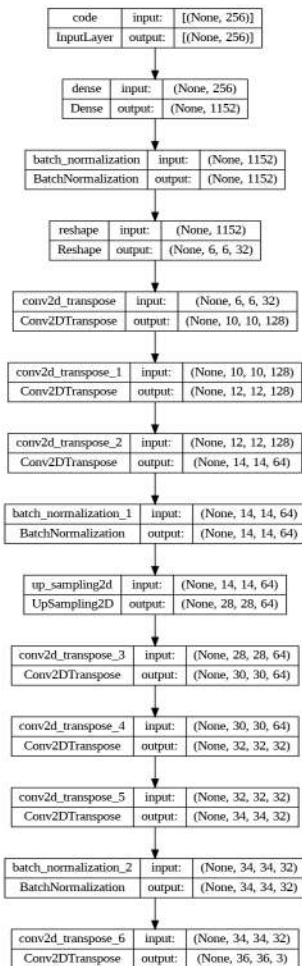 code input: [(None, 256)]
InputLayer output: [(None, 256)]
dense input: (None, 256)
Dense output: (None, 1152)
batch_normalization input: (None, 1152)
BatchNormalization output: (None, 1152)
reshape input: (None, 1152)
Reshape output: (None, 6, 6, 32)
conv2d_transpose input: (None, 6, 6, 32)
Conv2DTranspose output: (None, 10, 10, 128)
conv2d_transpose_1 input: (None, 10, 10, 128)
Conv2DTranspose output: (None, 12, 12, 128)
conv2d_transpose_2 input: (None, 12, 12, 128)
Conv2DTranspose output: (None, 14, 14, 64)
batch_normalization_1 input: (None, 14, 14, 64)
BatchNormalization output: (None, 14, 14, 64)
up_sampling2d input: (None, 14, 14, 64)
UpSampling2D output: (None, 28, 28, 64)
conv2d_transpose_3 input: (None, 28, 28, 64)
Conv2DTranspose output: (None, 30, 30, 64)
conv2d_transpose_4 input: (None, 30, 30, 64)
Conv2DTranspose output: (None, 32, 32, 32)
conv2d_transpose_5 input: (None, 32, 32, 32)
Conv2DTranspose output: (None, 34, 34, 32)
batch_normalization_2 input: (None, 34, 34, 32)
BatchNormalization output: (None, 34, 34, 32)
conv2d_transpose_6 input: (None, 34, 34, 32)
Conv2DTranspose output: (None, 36, 36, 3)